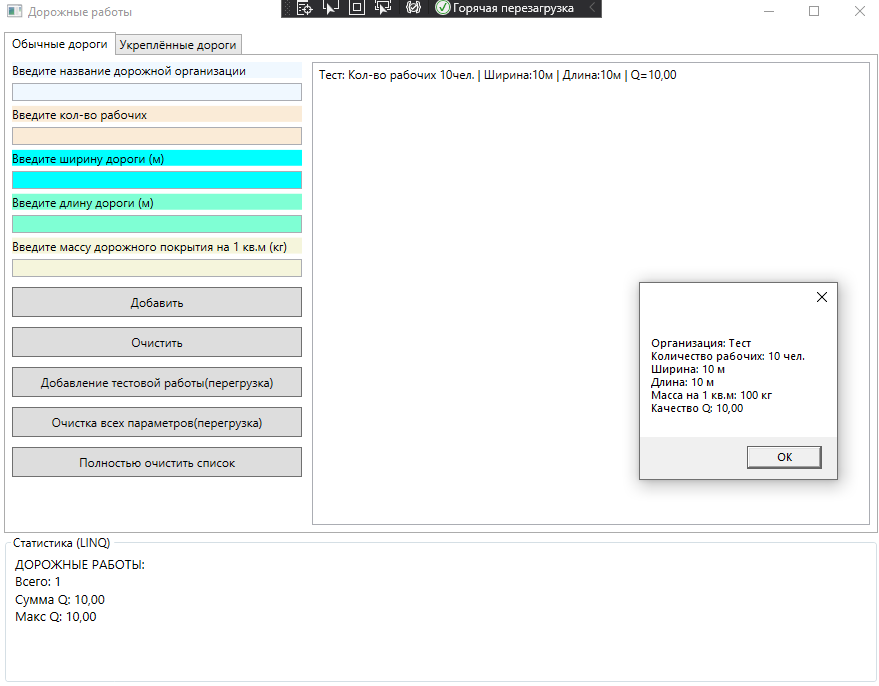 Дорожные работы
Горячая перезагрузка
Обычные дороги
Укреплённые дороги
Введите название дорожной организации
Введите кол-во рабочих
Введите ширину дороги (м)
Введите длину дороги (м)
Введите массу дорожного покрытия на 1 кв.м (кг)
Добавить
Очистить
Добавление тестовой работы(перегрузка)
Очистка всех параметров(перегрузка)
Полностью очистить список
Тест: Кол-во рабочих 10чел. | Ширина:10м | Длина:10м | Q=10,00
Организация: Тест
Количество рабочих: 10 чел.
Ширина: 10 м
Длина: 10 м
Масса на 1 кв.м: 100 кг
Качество Q: 10,00
OK
Статистика (LINQ)
ДОРОЖНЫЕ РАБОТЫ:
Всего: 1
Сумма Q: 10,00
Макс Q: 10,00